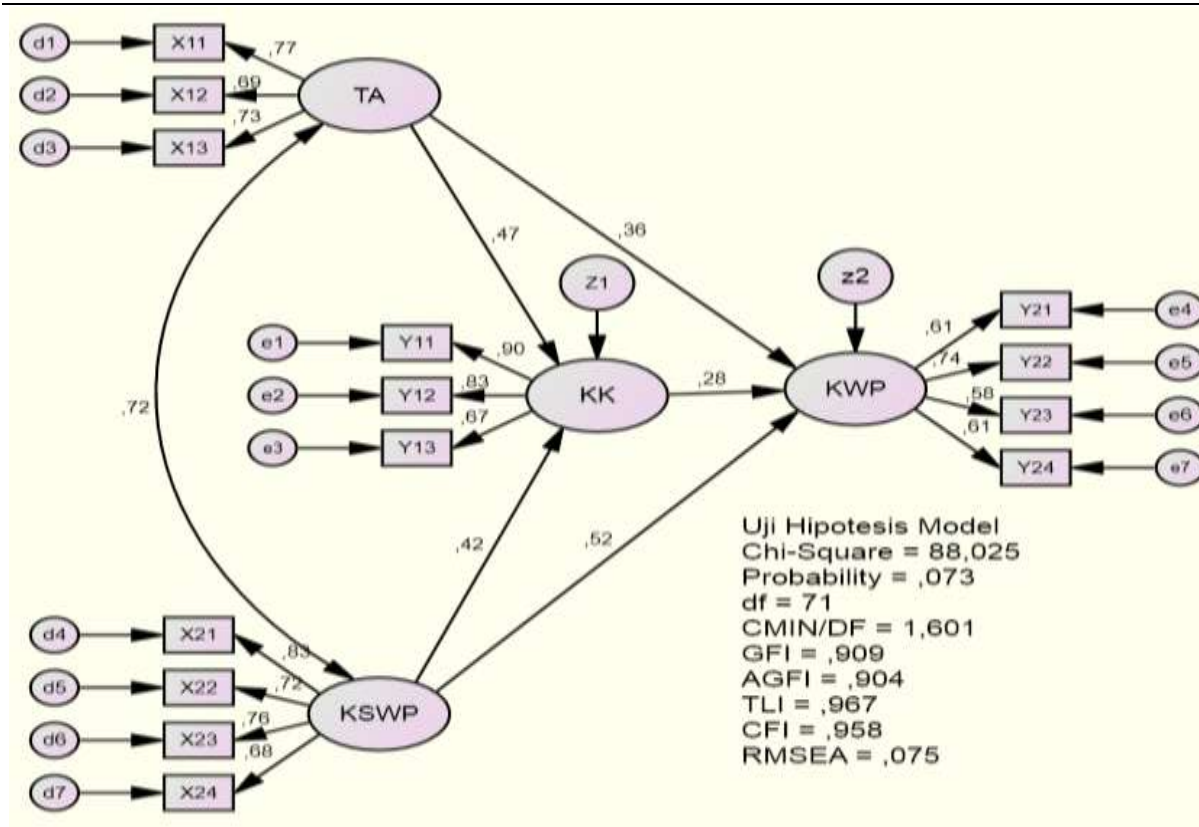 d1
X11
,77
d2
X12
,69
TA
d3
X13
,73
,47
,36
Z1
z2
e1
Y11
,90
e2
Y12
,83
KK
e3
Y13
,67
,28
KWP
,61
Y21
e4
,74
Y22
e5
,58
Y23
e6
,61
Y24
e7
,72
,42
,52
d4
X21
,83
d5
X22
,72
d6
X23
,76
KSWP
d7
X24
,68
Uji Hipotesis Model
Chi-Square = 88,025
Probability = ,073
df = 71
CMIN/DF = 1,601
GFI = ,909
AGFI = ,904
TLI = ,967
CFI = ,958
RMSEA = ,075